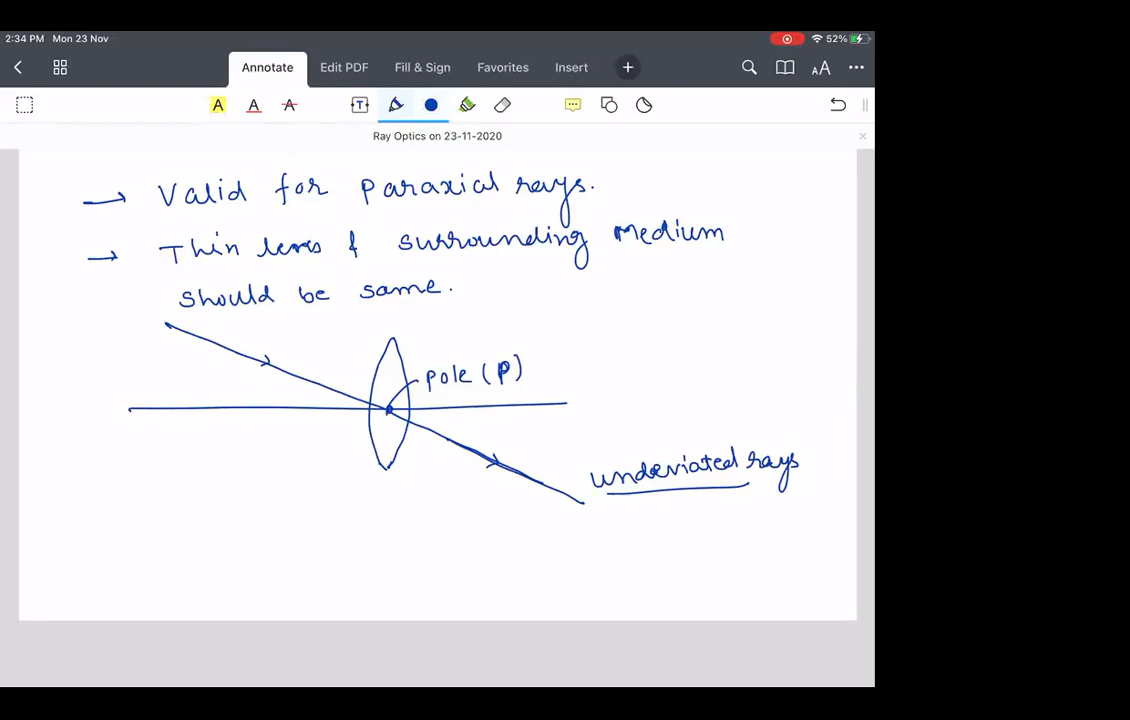 2:34 PM Mon 23 Nov
52%
Annotate Edit PDF Fill & Sign Favorites Insert
A A A T AA
Ray Optics on 23-11-2020
→ Valid for paraxial rays.
→ Thin lens & surrounding medium
should be same.
pole (P)
undeviated rays